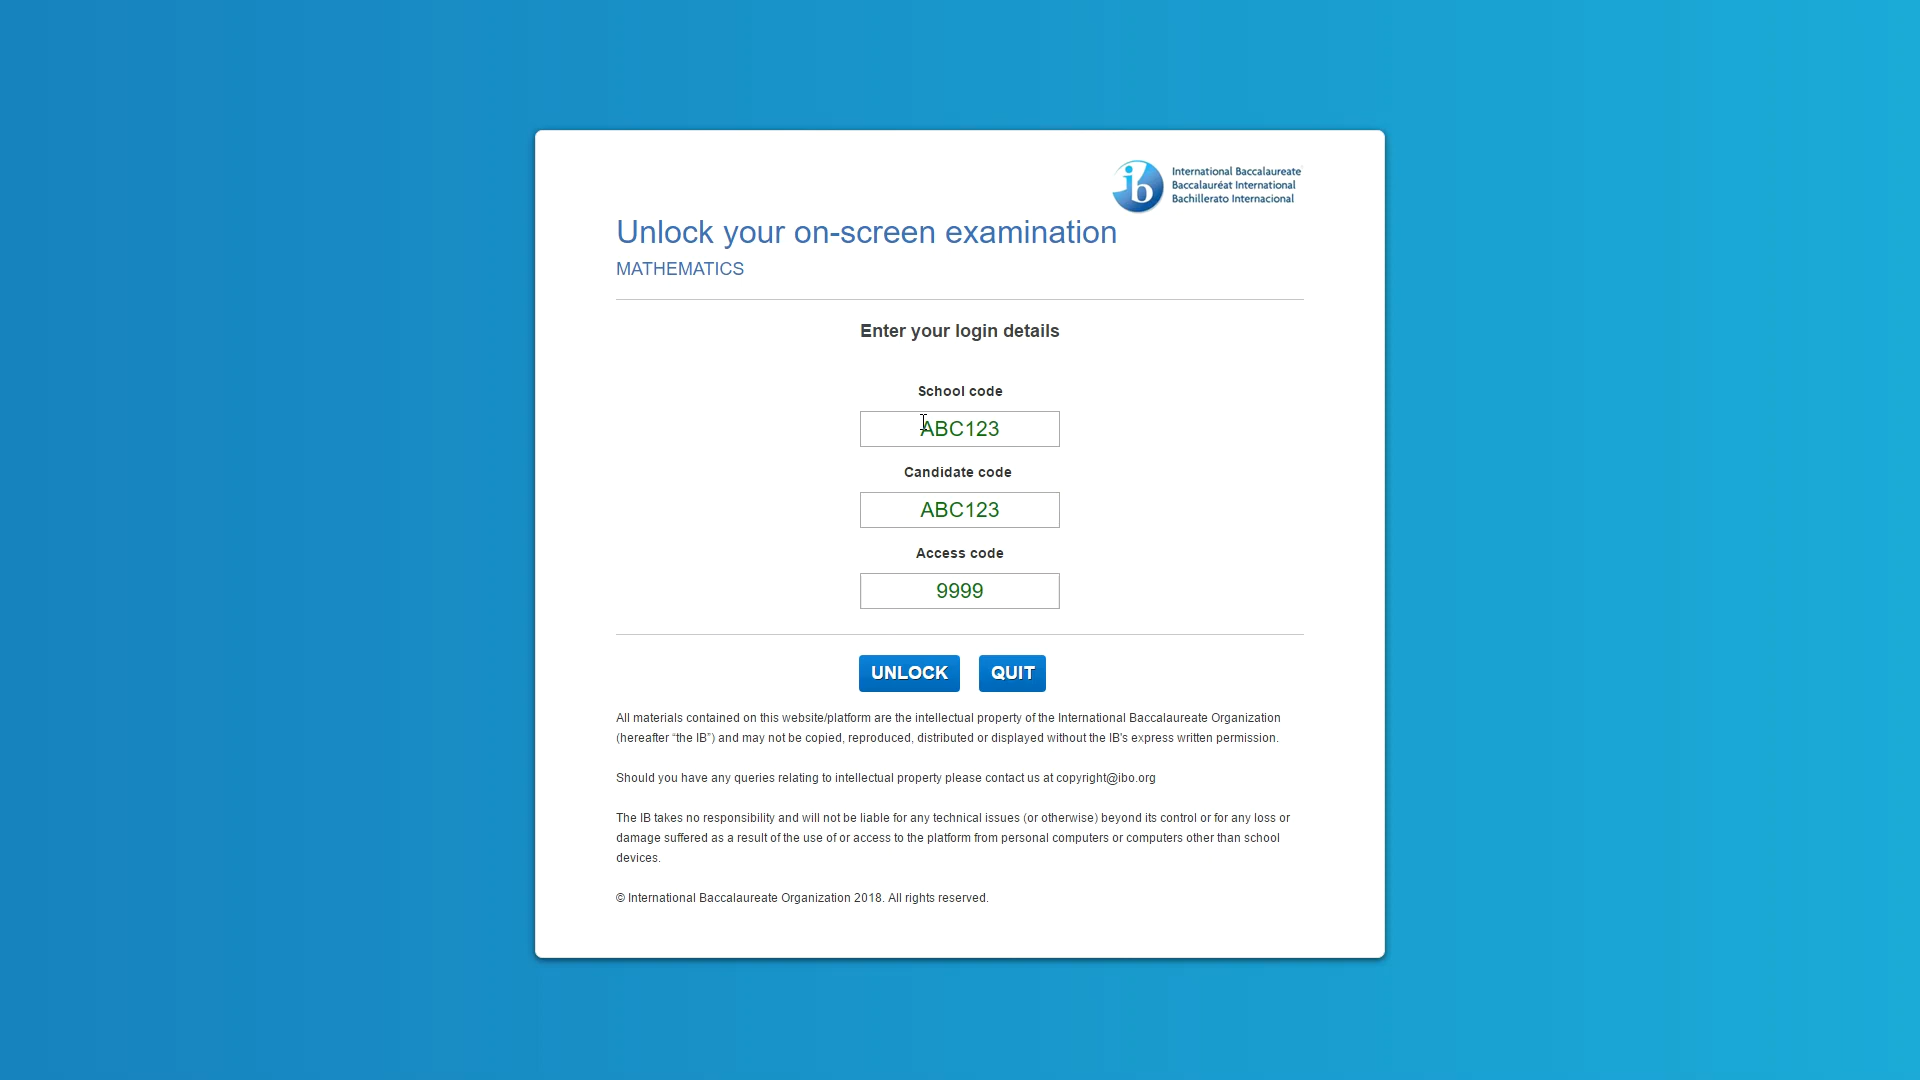 ib
International Baccalaureate
Baccalauréat International
Bachillerato Internacional
Unlock your on-screen examination
MATHEMATICS
Enter your login details
School code
ABC123
Candidate code
ABC123
Access code
9999
UNLOCK QUIT
All materials contained on this website/platform are the intellectual property of the International Baccalaureate Organization
(hereafter “the IB”) and may not be copied, reproduced, distributed or displayed without the IB's express written permission.
Should you have any queries relating to intellectual property please contact us at copyright@ibo.org
The IB takes no responsibility and will not be liable for any technical issues (or otherwise) beyond its control or for any loss or
damage suffered as a result of the use of or access to the platform from personal computers or computers other than school
devices.
© International Baccalaureate Organization 2018. All rights reserved.